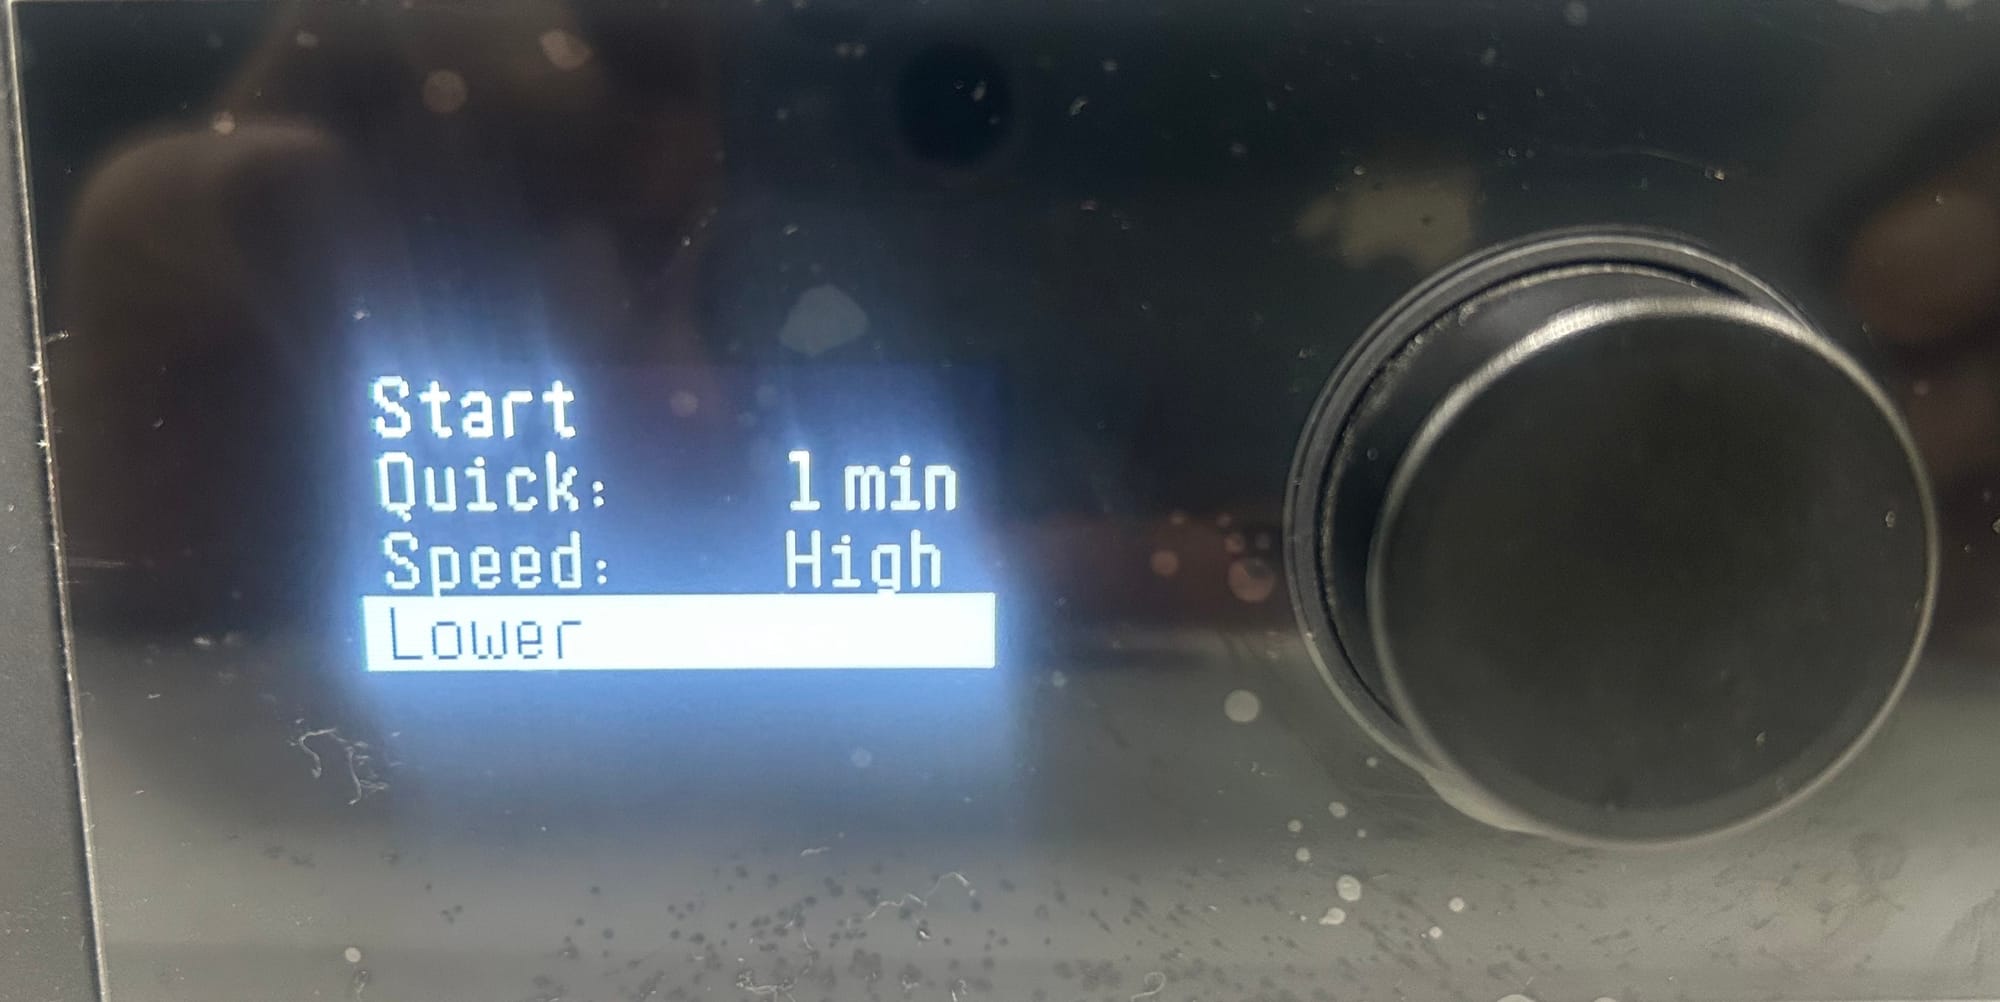 Start
Quick: 1 min
Speed: High
Lower